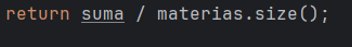 return suma / materias.size();